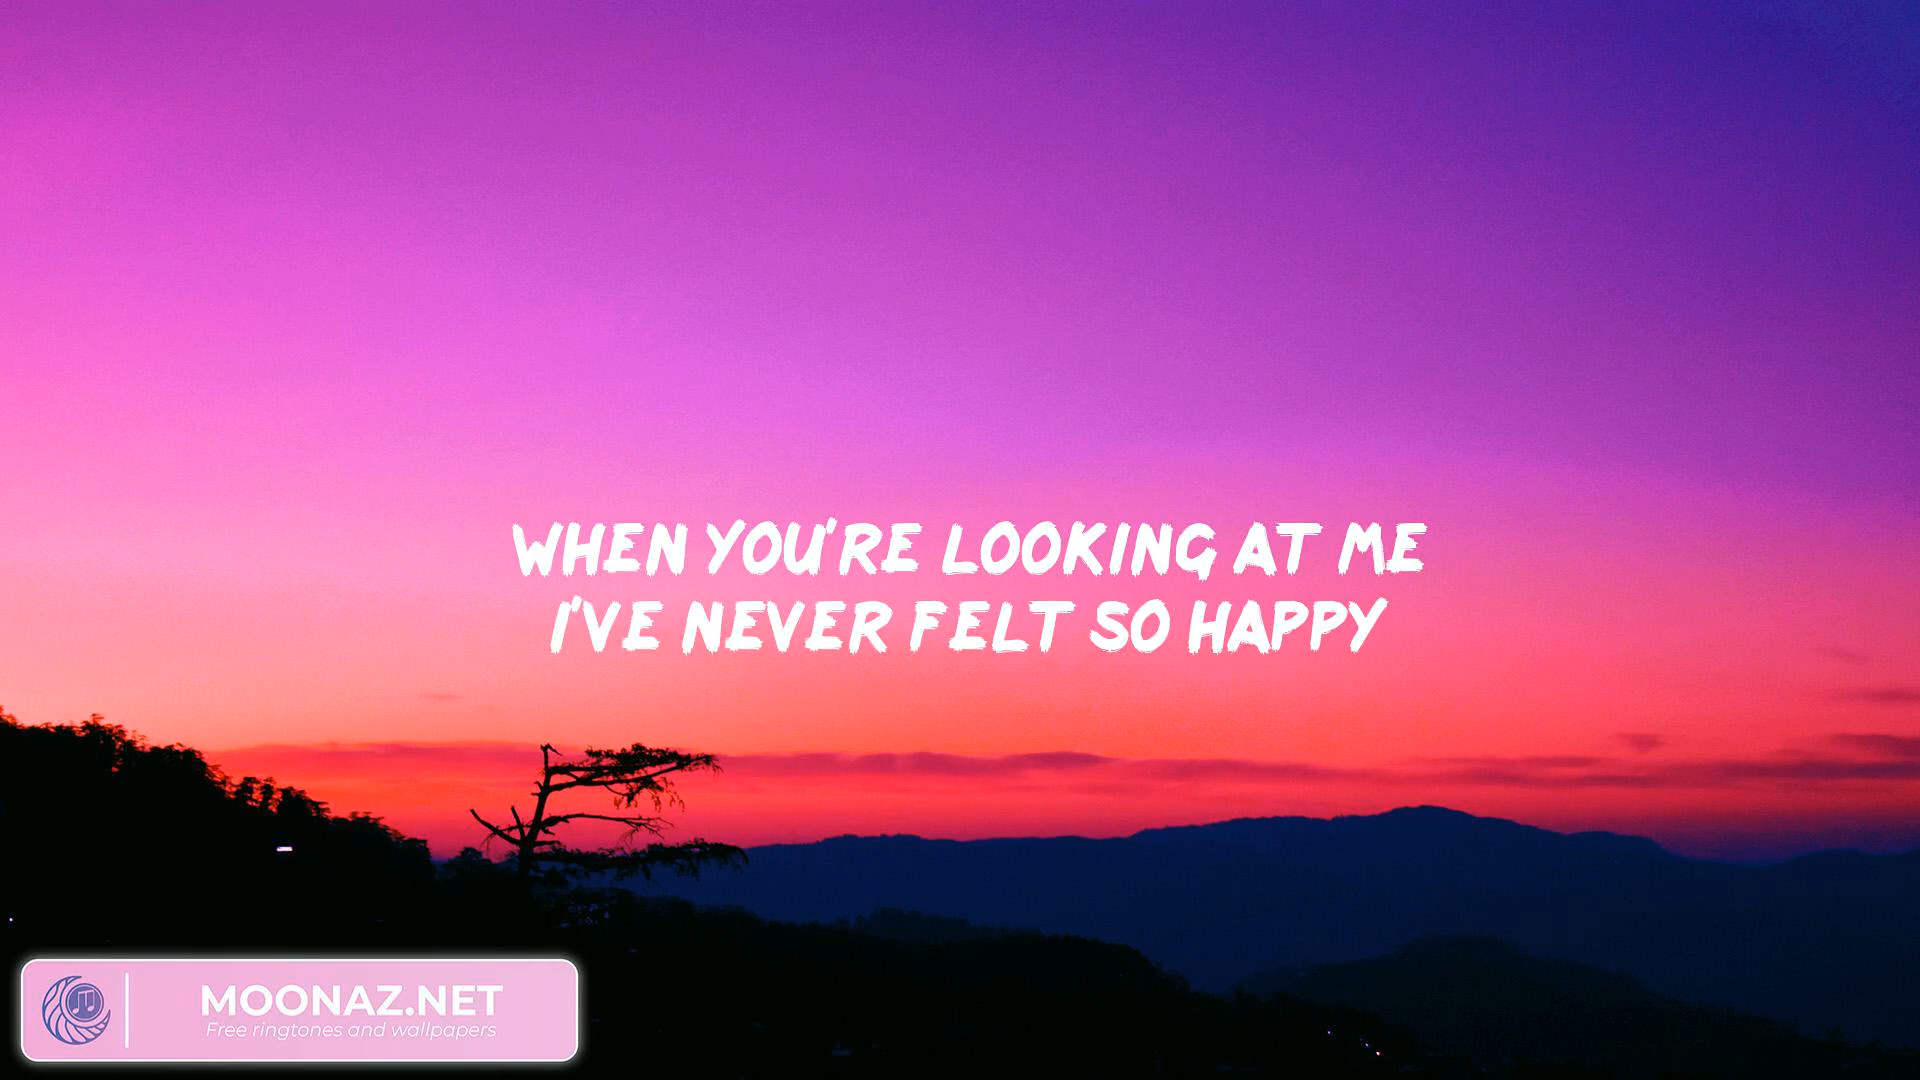 WHEN YOU'RE LOOKING AT ME
I'VE NEVER FELT SO HAPPY
MOONAZ.NET
Free ringtones and wallpapers